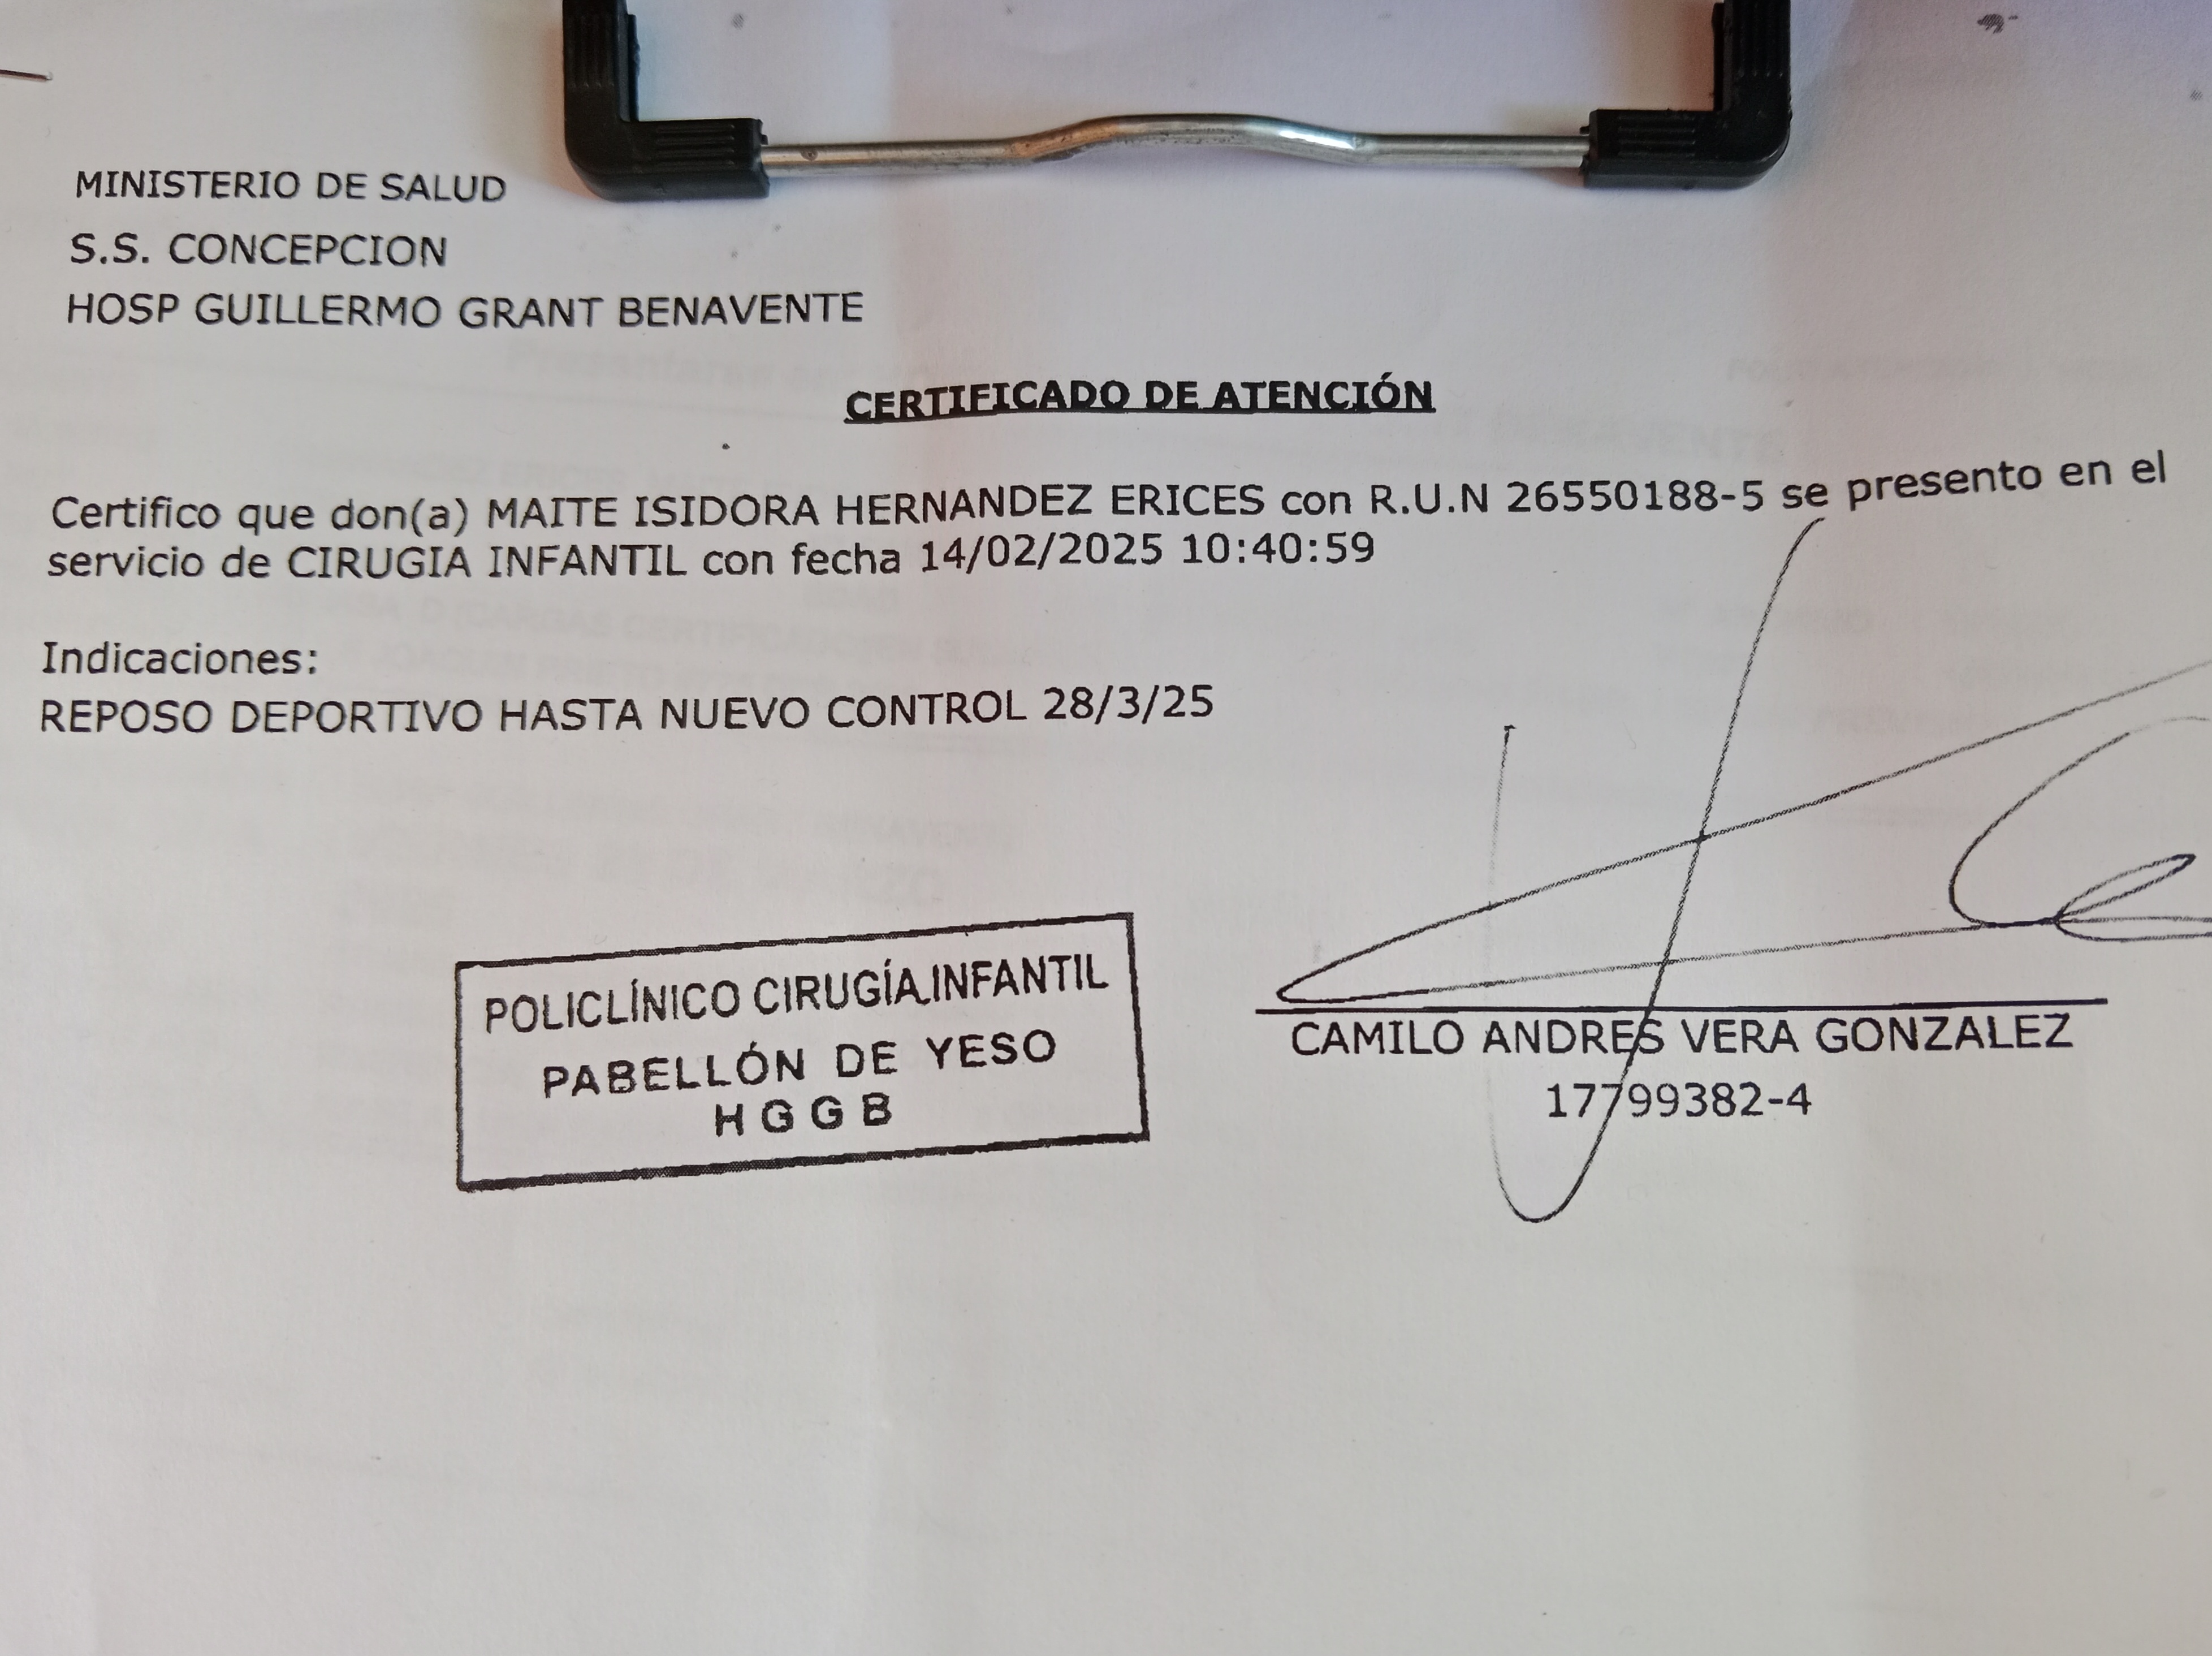 MINISTERIO DE SALUD
S.S. CONCEPCION
HOSP GUILLERMO GRANT BENAVENTE
CERTIFICADO DE ATENCIÓN
Certifico que don(a) MAITE ISIDORA HERNANDEZ ERICES con R.U.N 26550188-5 se presento en el
servicio de CIRUGIA INFANTIL con fecha 14/02/2025 10:40:59
Indicaciones:
REPOSO DEPORTIVO HASTA NUEVO CONTROL 28/3/25
POLICLÍNICO CIRUGÍA INFANTIL
PABELLÓN DE YESO
H G G B
CAMILO ANDRES VERA GONZALEZ
17799382-4